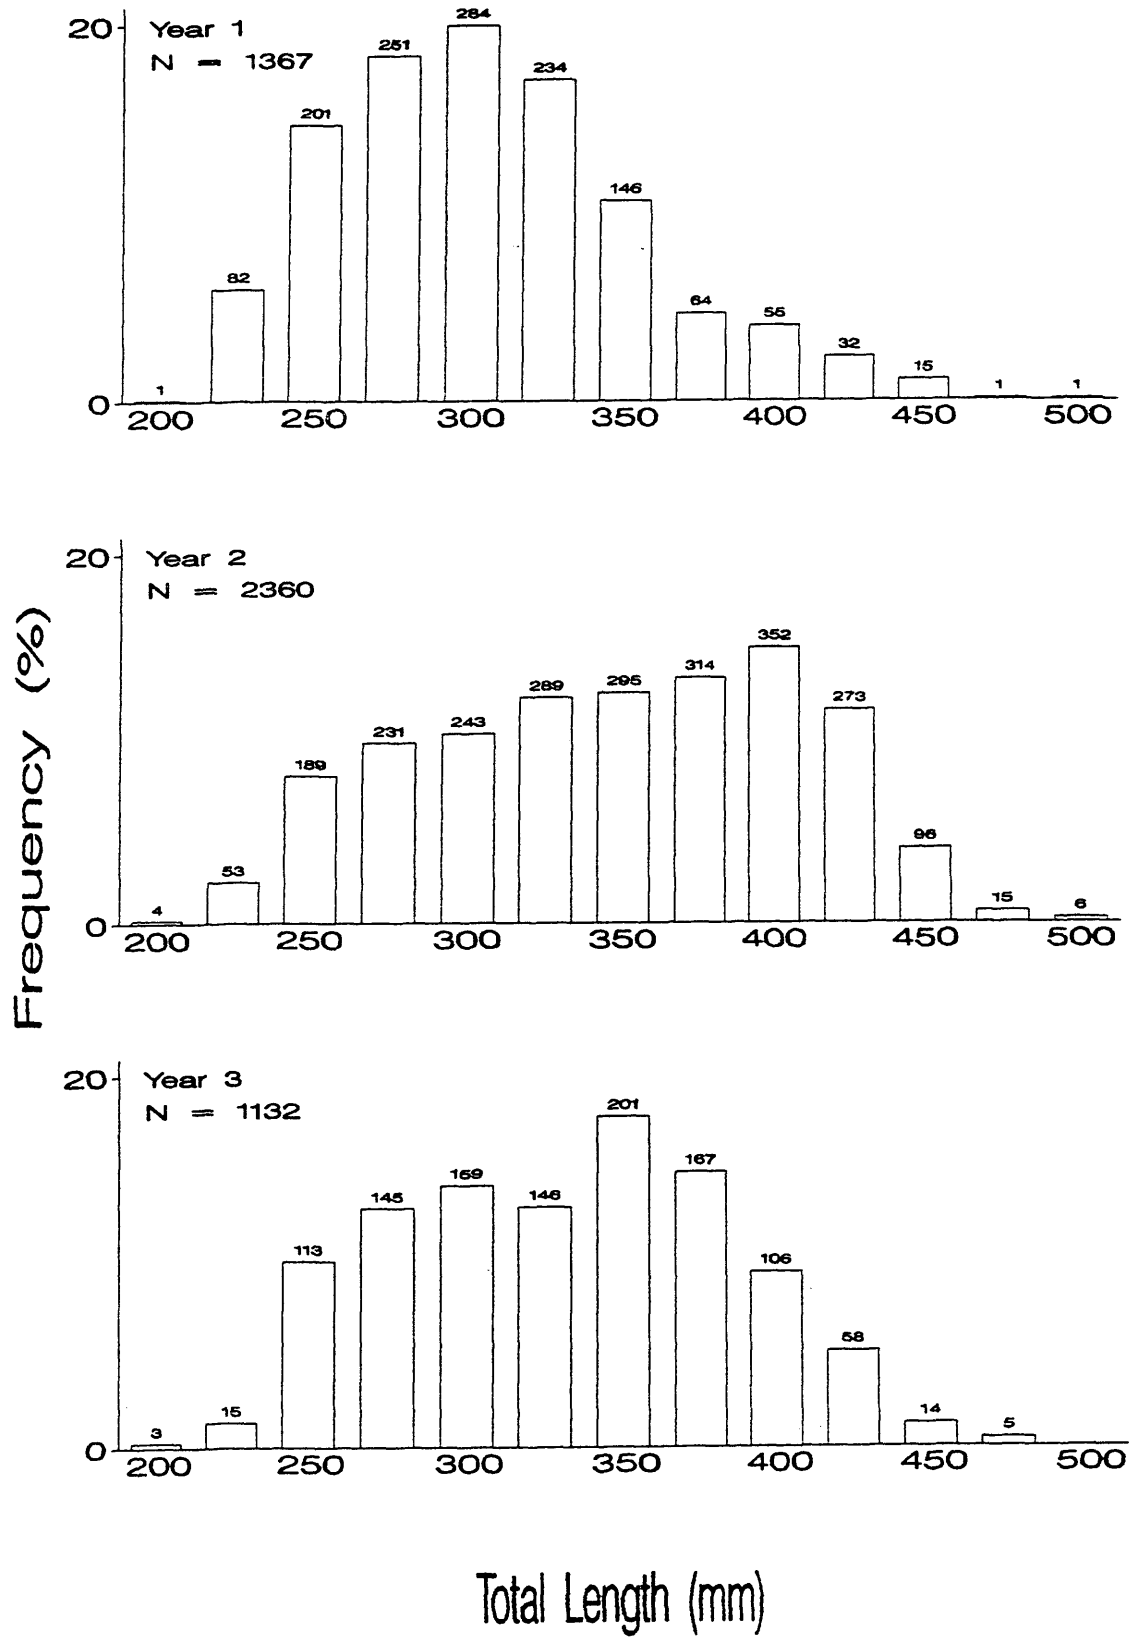 20
Year 1
N = 1367
1 82 201 251 284 234 146 64 55 32 15 1 1
0
200 250 300 350 400 450 500
20
Year 2
N = 2360
4 53 189 231 243 289 295 314 352 273 96 15 6
0
200 250 300 350 400 450 500
Frequency (%)
20
Year 3
N = 1132
3 15 113 145 159 146 201 167 106 58 14 5
0
200 250 300 350 400 450 500
Total Length (mm)